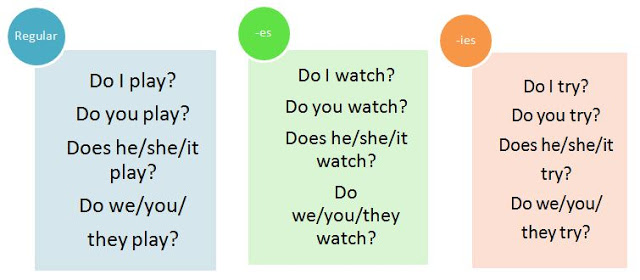 Regular
Do I play?
Do you play?
Does he/she/it
play?
Do we/you/
they play?
-es
Do I watch?
Do you watch?
Does he/she/it
watch?
Do
we/you/they
watch?
-ies
Do I try?
Do you try?
Does he/she/it
try?
Do we/you/
they try?